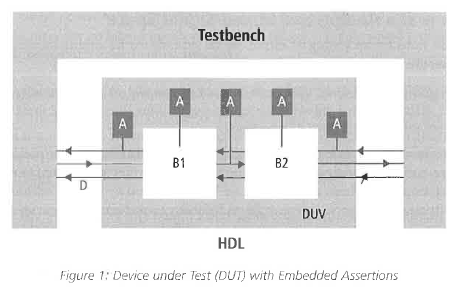 Testbench
A
A
A
A
A
B1
B2
D
DUV
HDL
Figure 1: Device under Test (DUT) with Embedded Assertions